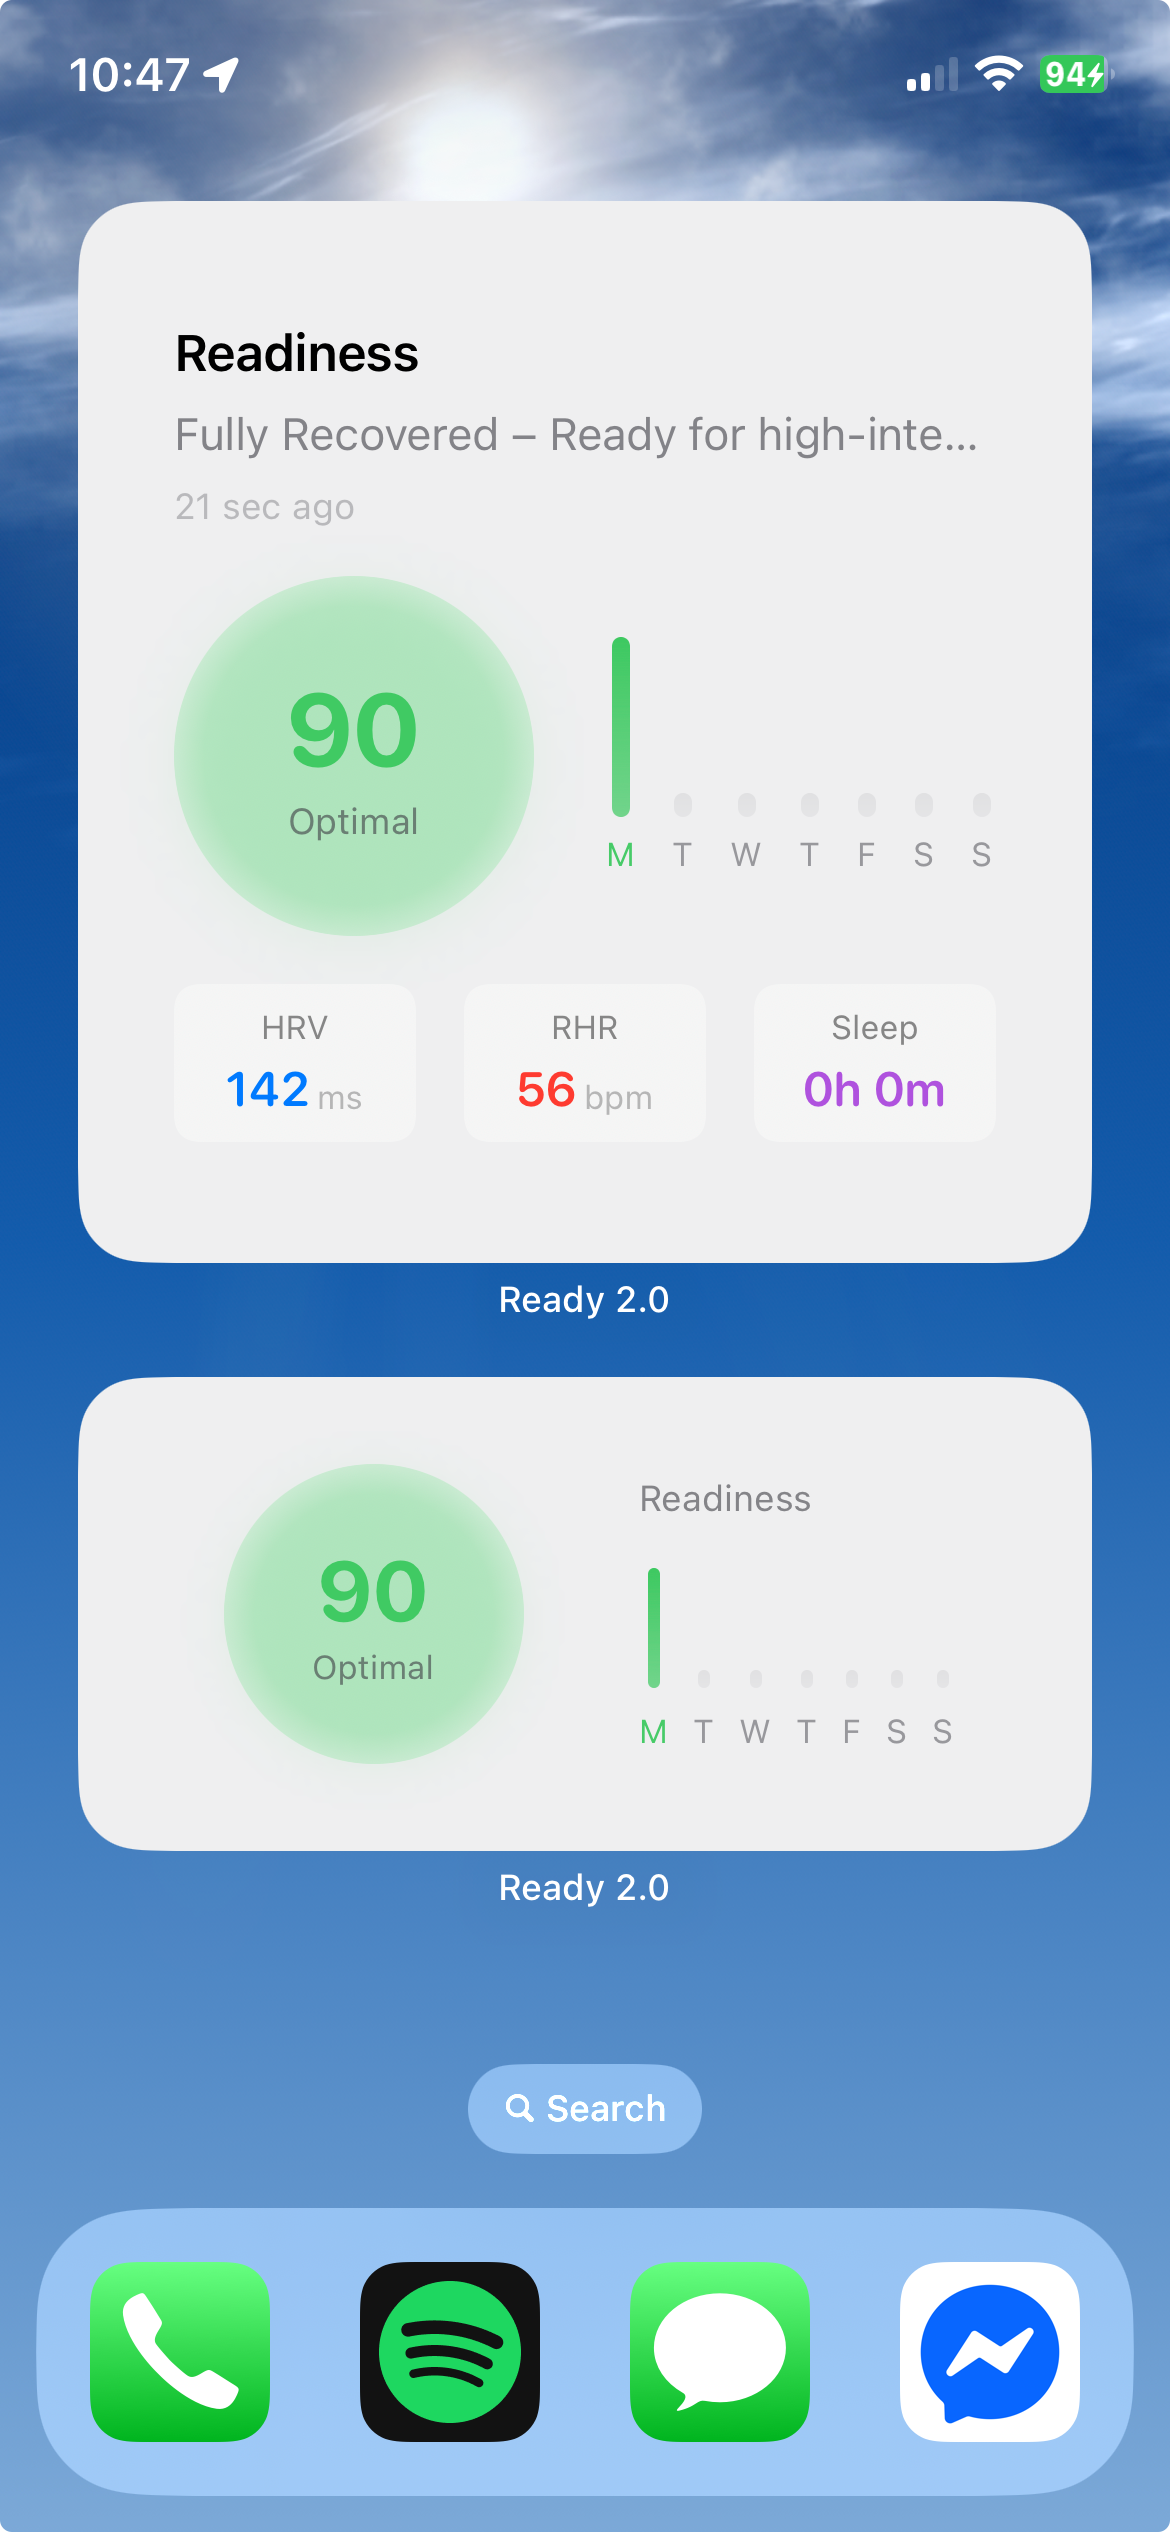 10:47
94
Readiness
Fully Recovered – Ready for high-inte...
21 sec ago
90
Optimal
M T W T F S S
HRV
142 ms
RHR
56 bpm
Sleep
0h 0m
Ready 2.0
90
Optimal
Readiness
M T W T F S S
Ready 2.0
Search